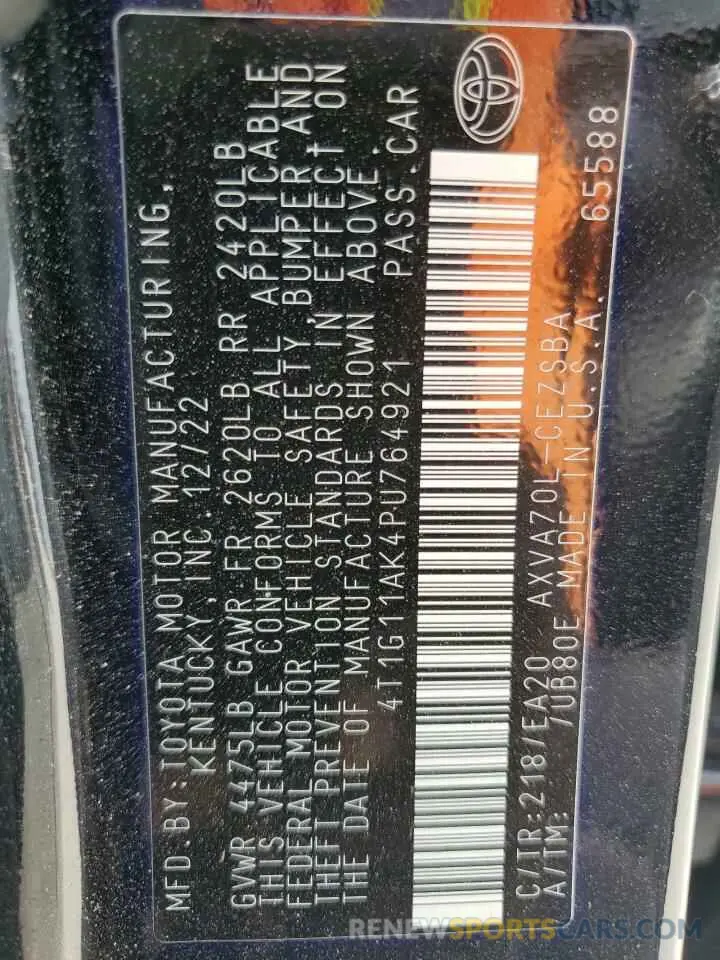 MFD.BY:TOYOTA MOTOR MANUFACTURING,
KENTUCKY,INC.12/22
GVWR 4475LB GAWR FR 2620LB RR 2420LB
THIS VEHICLE CONFORMS TO ALL APPLICABLE
FEDERAL MOTOR VEHICLE SAFETY BUMPER AND
THEFT PREVENTION STANDARDS IN EFFECT ON
THE DATE OF MANUFACTURE SHOWN ABOVE.
4T1G11AK4PU764921 PASS.CAR
C/IR:218/EA20 AXVA70L-CEZSBA 65588
A/TM: /UB80E MADE IN U.S.A.
RENEWSPORTSCARS.COM